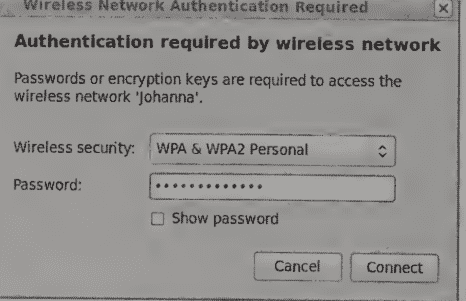 Wireless Network Authentication Required
Authentication required by wireless network
Passwords or encryption keys are required to access the
wireless network 'Johanna'.
Wireless security: WPA & WPA2 Personal
Password: •••••••••••••
Show password
Cancel Connect